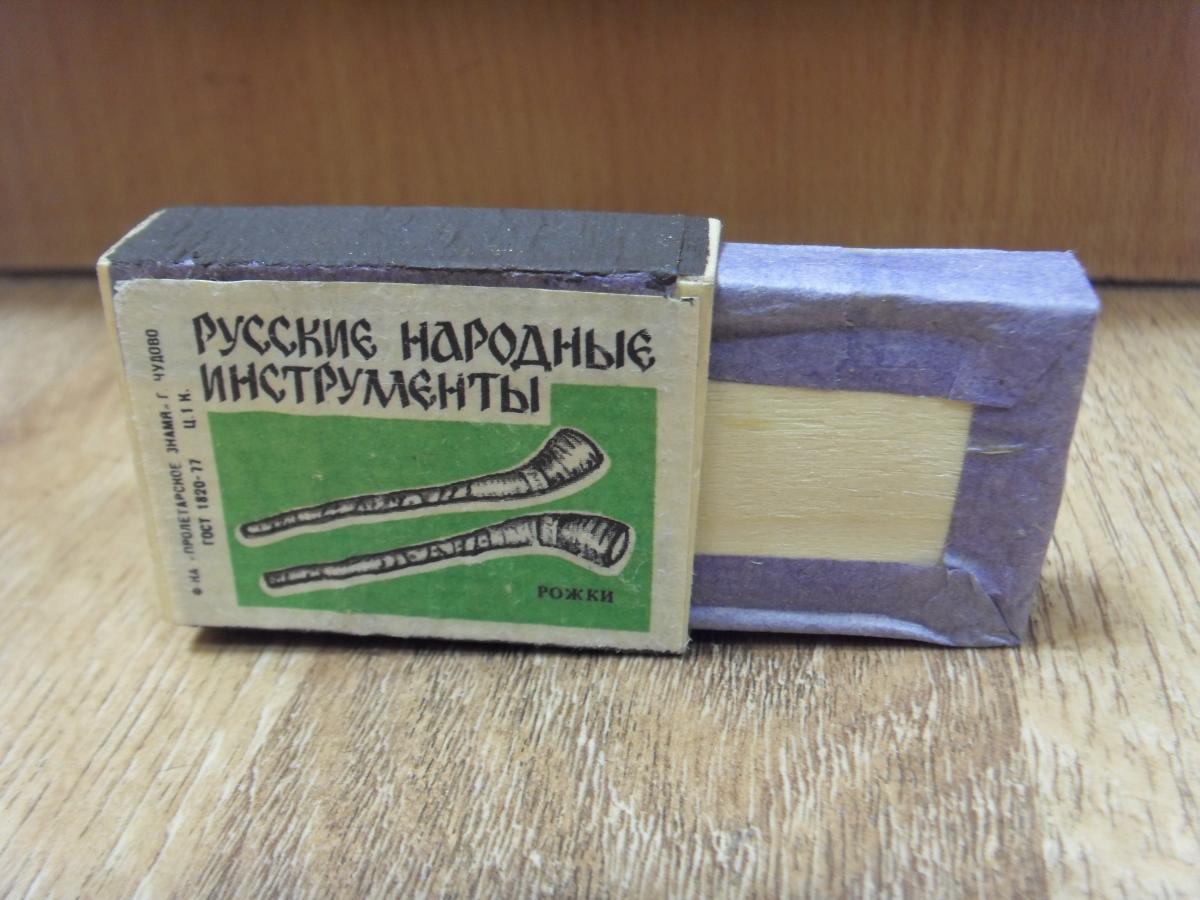 РУССКИЕ НАРОДНЫЕ
ИНСТРУМЕНТЫ
РОЖКИ
Ф-КА «ПРОЛЕТАРСКОЕ ЗНАМЯ» Г. ЧУДОВО
ГОСТ 1820-77 Ц. 1 К.